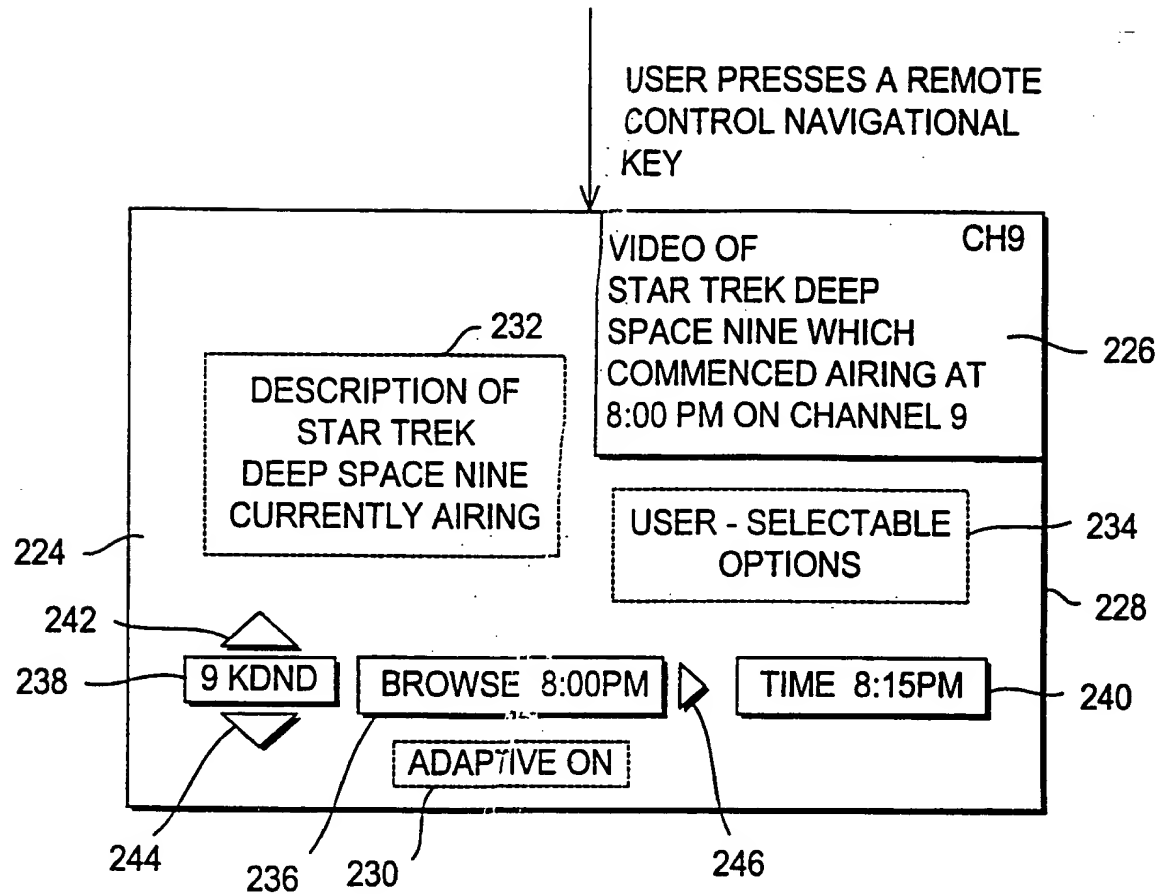 USER PRESSES A REMOTE
CONTROL NAVIGATIONAL
KEY
CH9
VIDEO OF
STAR TREK DEEP
SPACE NINE WHICH
COMMENCED AIRING AT
8:00 PM ON CHANNEL 9
226
232
DESCRIPTION OF
STAR TREK
DEEP SPACE NINE
CURRENTLY AIRING
USER - SELECTABLE
OPTIONS
234
224
228
242
238
9 KDND
BROWSE 8:00PM
TIME 8:15PM
240
ADAPTIVE ON
244
236
230
246